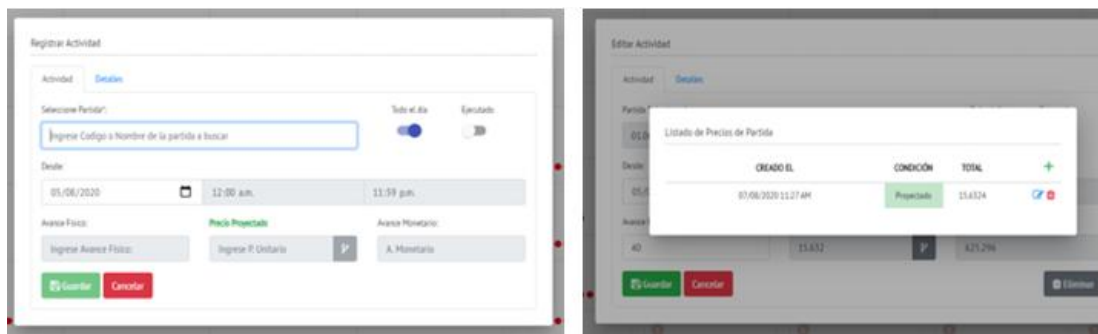 Registrar Actividad
Actividad Detalles
Seleccione Partida*: Todo el día Ejecutado
Ingrese Codigo o Nombre de la partida a buscar
Desde:
05/08/2020 12:00 a.m. 11:59 p.m.
Avance Físico: Precio Proyectado Avance Monetario:
Ingrese Avance Físico: Ingrese P. Unitario A. Monetario
Guardar Cancelar
Editar Actividad
Actividad Detalles
Listado de Precios de Partida
CREADO EL CONDICIÓN TOTAL
07/08/2020 11:27 AM Proyectado 15.6324
Desde:
40 15.632 625.296
Guardar Cancelar Eliminar